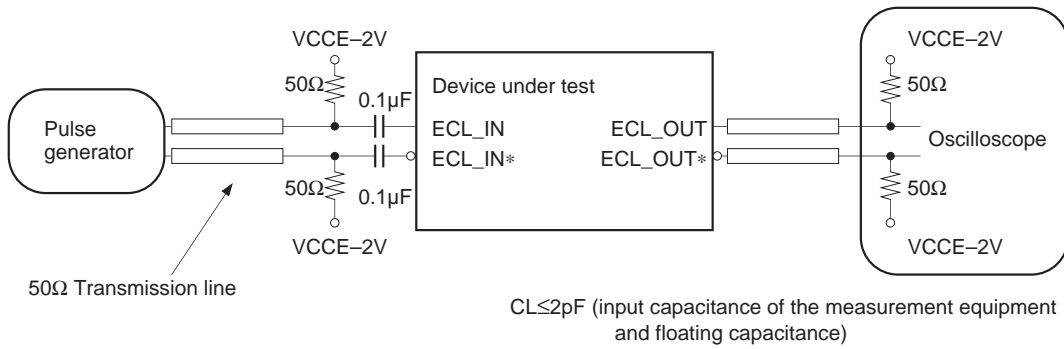 VCCE–2V
50Ω
0.1µF
Pulse
generator
50Ω
0.1µF
VCCE–2V
50Ω Transmission line
Device under test
ECL_IN
ECL_IN*
ECL_OUT
ECL_OUT*
VCCE–2V
50Ω
Oscilloscope
50Ω
VCCE–2V
CL≤2pF (input capacitance of the measurement equipment
and floating capacitance)